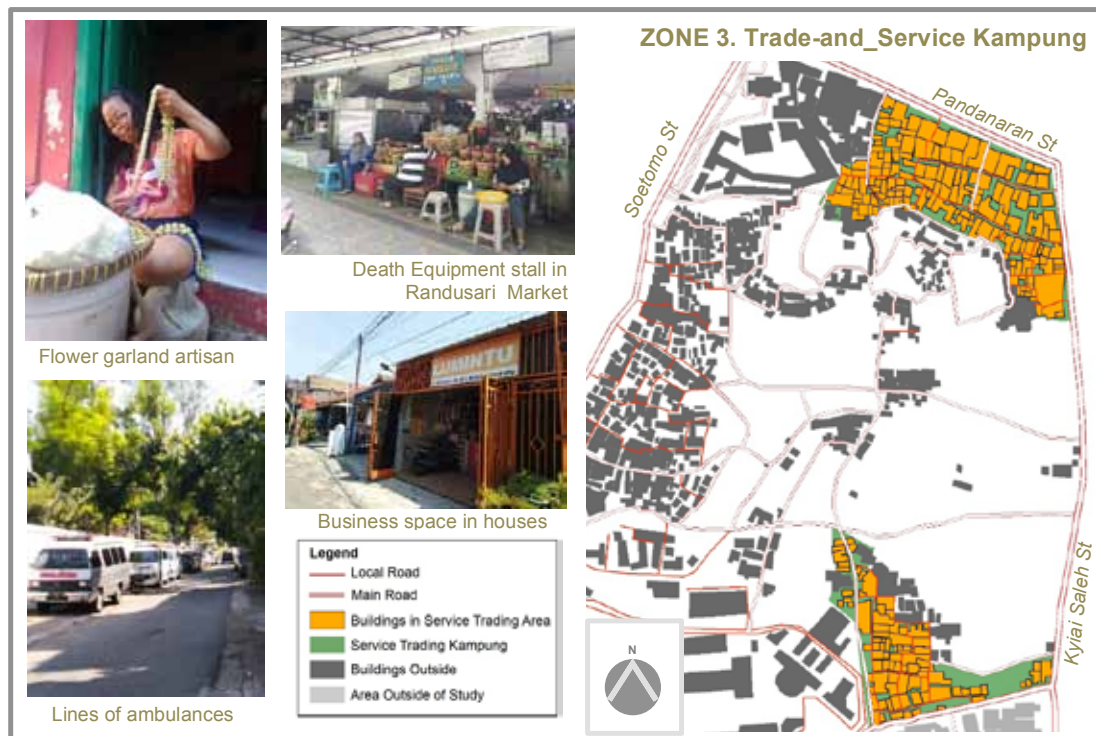 ZONE 3. Trade-and_Service Kampung
Flower garland artisan
Death Equipment stall in
Randusari Market
Lines of ambulances
LUMINTU
Business space in houses
Legend
Local Road
Main Road
Buildings in Service Trading Area
Service Trading Kampung
Buildings Outside
Area Outside of Study
N
Soetomo St
Pandanaran St
Kyiai Saleh St